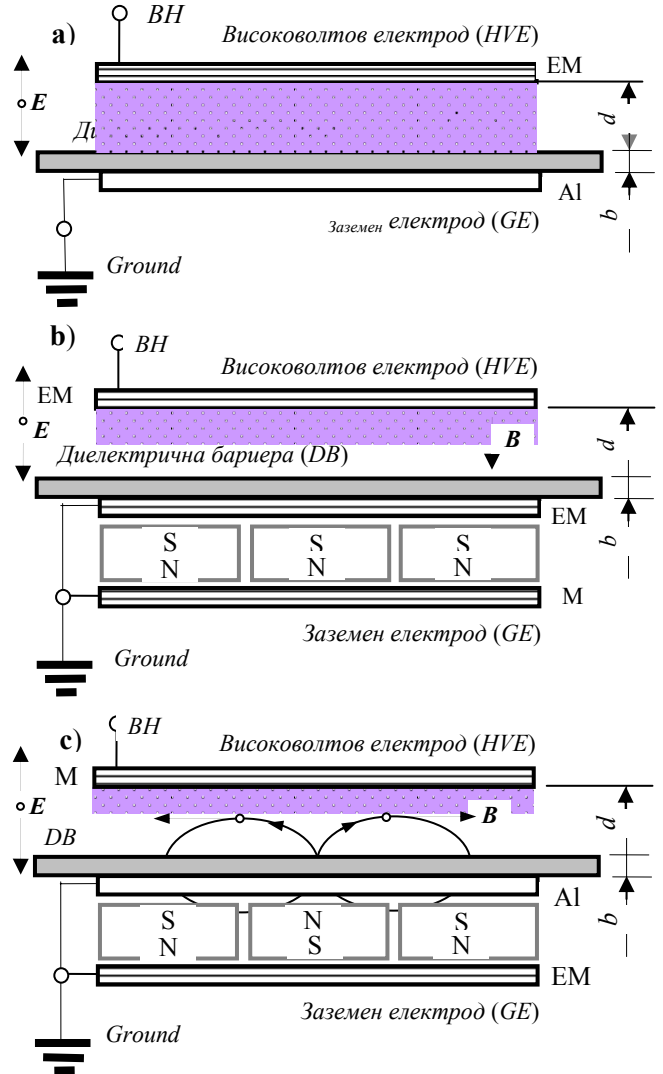 a)
BH
Високоволтов електрод (HVE)
EM
E
d
Al
b
Заземен електрод (GE)
Ground
b)
BH
Високоволтов електрод (HVE)
EM
E
B
d
Диелектрична бариера (DB)
EM
b
S S S
N N N
M
Заземен електрод (GE)
Ground
c)
BH
Високоволтов електрод (HVE)
M
E
B
d
DB
Al
b
S N S
N S N
EM
Заземен електрод (GE)
Ground